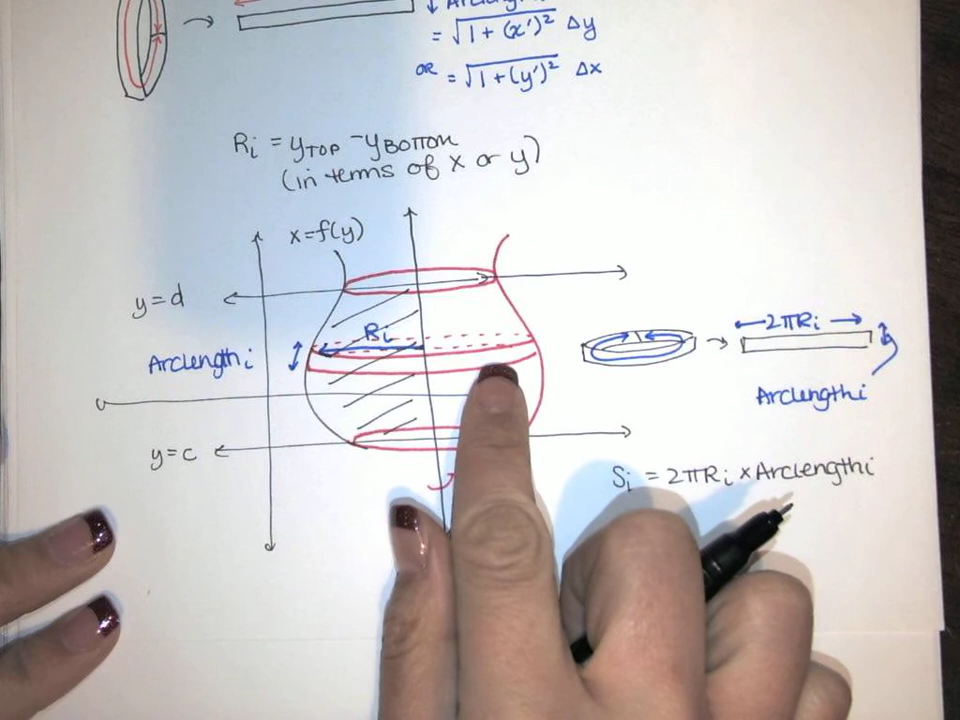 = √1 + (x')² Δy
OR = √1 + (y')² Δx
Ri = yTOP - yBOTTOM
(in terms of x or y)
x=f(y)
y=d
Ri
2πRi
Arclengthi
Arclengthi
y=c
Si = 2πRi × Arclengthi